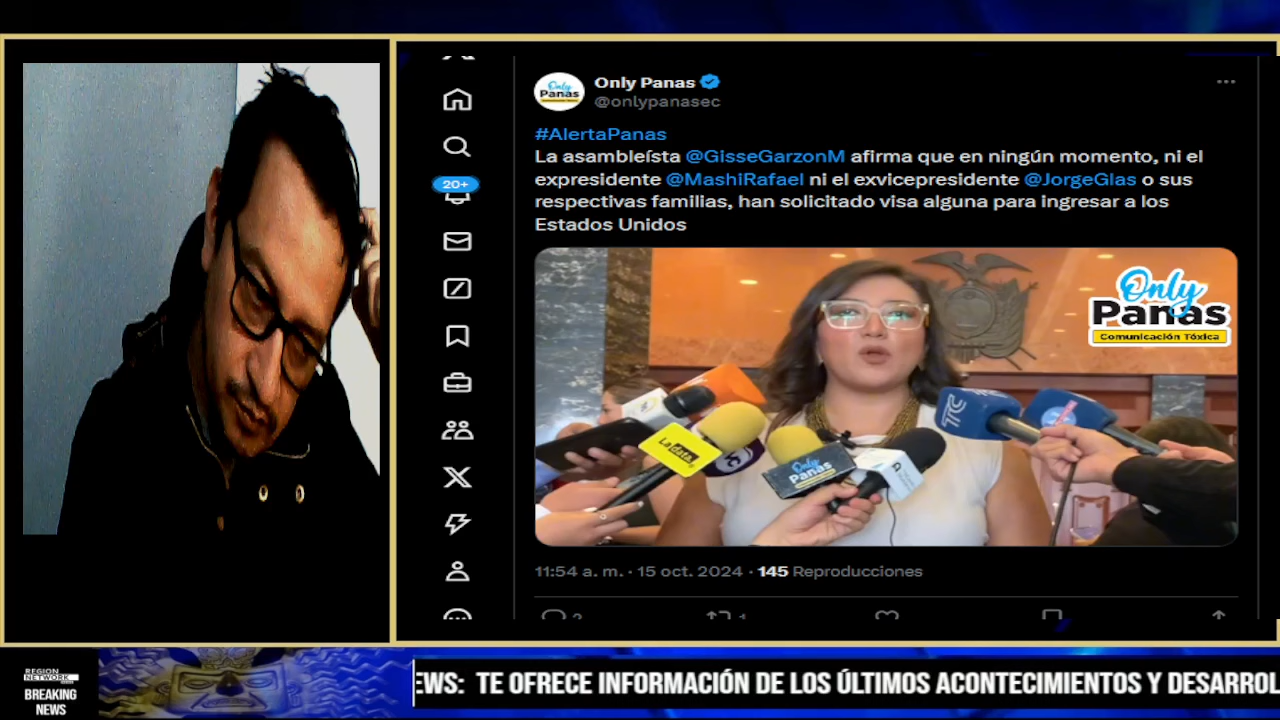 Only Panas
@onlypanasec
#AlertaPanas
La asambleísta @GisseGarzonM afirma que en ningún momento, ni el
expresidente @MashiRafael ni el exvicepresidente @JorgeGlas o sus
respectivas familias, han solicitado visa alguna para ingresar a los
Estados Unidos
20+
Only
Panas
Comunicación Tóxica
TC
La data.
Only
Panas
11:54 a. m. · 15 oct. 2024 · 145 Reproducciones
REGION
NETWORK
BREAKING
NEWS
EWS: TE OFRECE INFORMACIÓN DE LOS ÚLTIMOS ACONTECIMIENTOS Y DESARROL